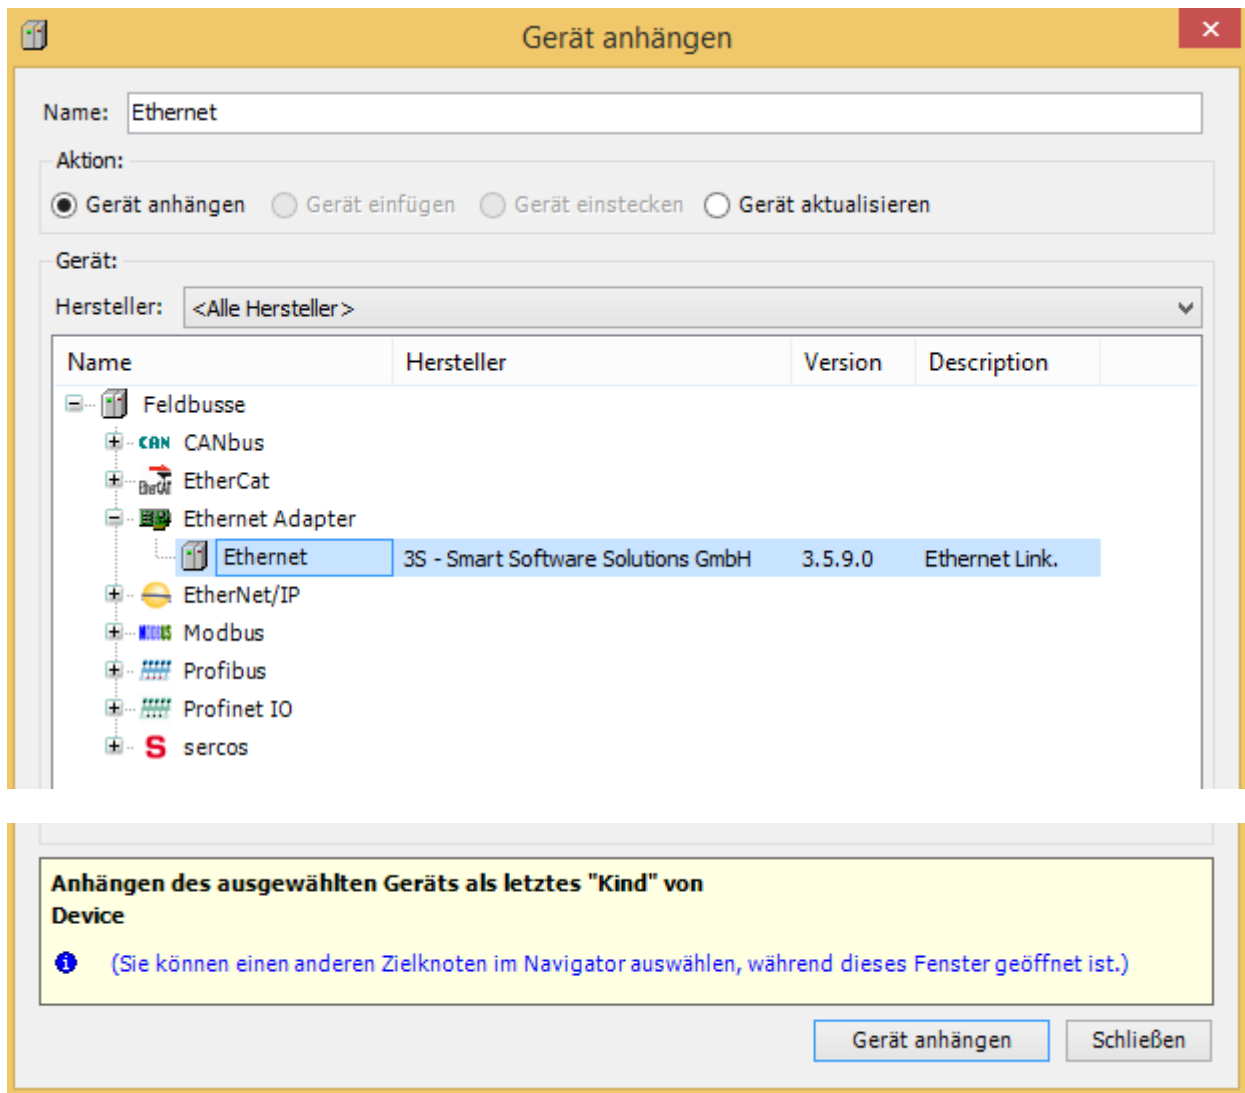 Gerät anhängen
Name: Ethernet
Aktion:
Gerät anhängen Gerät einfügen Gerät einstecken Gerät aktualisieren
Gerät:
Hersteller: <Alle Hersteller>
Name Hersteller Version Description
Feldbusse
CAN CANbus
EtherCAT EtherCat
Ethernet Adapter
Ethernet 3S - Smart Software Solutions GmbH 3.5.9.0 Ethernet Link.
EtherNet/IP
MODBUS Modbus
Profibus
Profinet IO
S sercos
Anhängen des ausgewählten Geräts als letztes "Kind" von
Device
(Sie können einen anderen Zielknoten im Navigator auswählen, während dieses Fenster geöffnet ist.)
Gerät anhängen Schließen